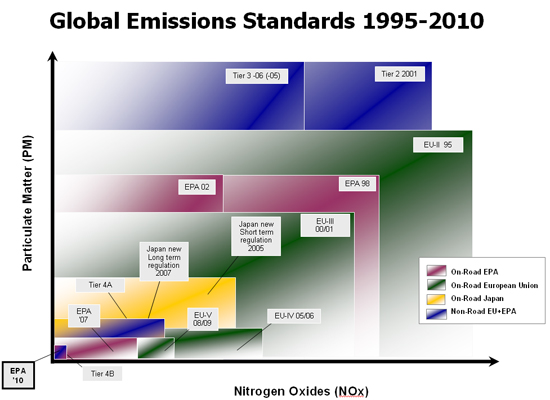 Global Emissions Standards 1995-2010
Particulate Matter (PM)
Tier 3 -06 (-05)
Tier 2 2001
EU-II 95
EPA 02
EPA 98
EU-III
00/01
Japan new
Short term
regulation
2005
Japan new
Long term
regulation
2007
Tier 4A
EPA
'07
EU-V
08/09
EU-IV 05/06
EPA
'10
Tier 4B
On-Road EPA
On-Road European Union
On-Road Japan
Non-Road EU+EPA
Nitrogen Oxides (NOx)